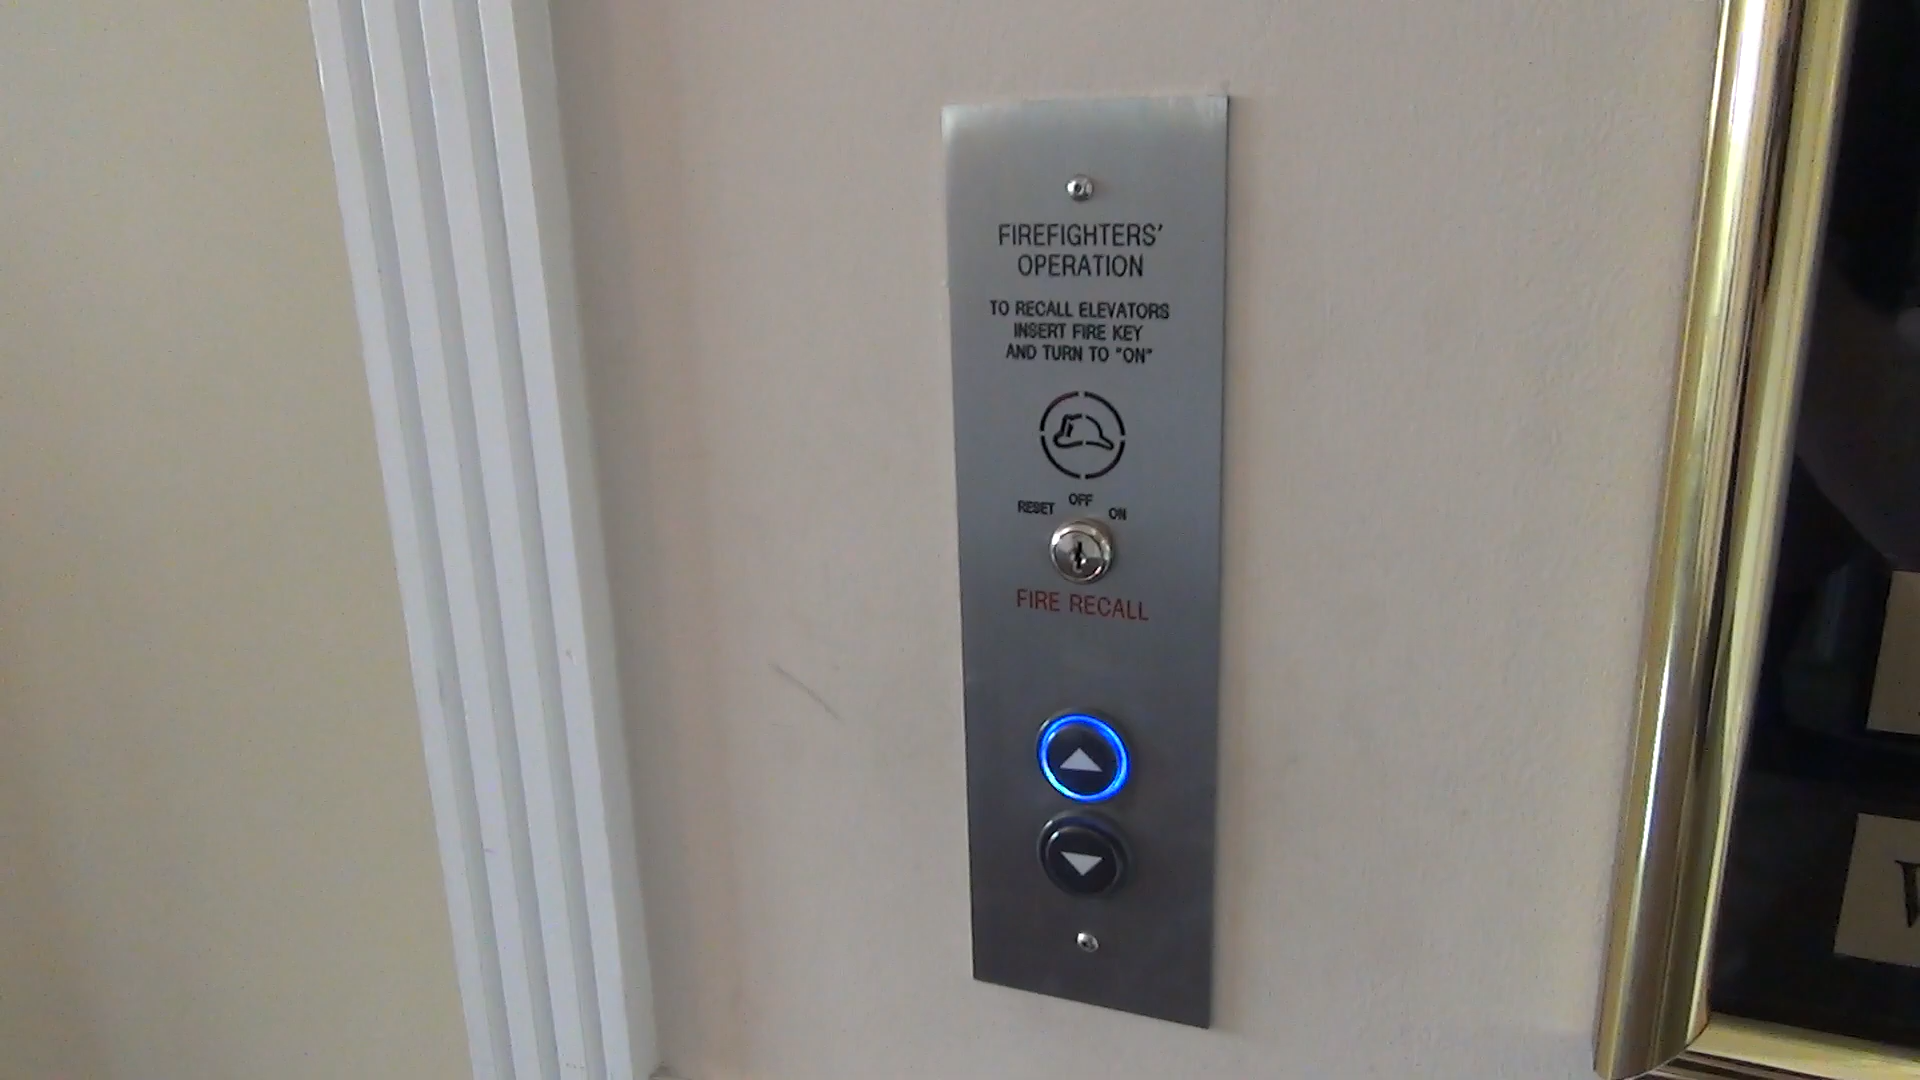 FIREFIGHTERS'
OPERATION
TO RECALL ELEVATORS
INSERT FIRE KEY
AND TURN TO "ON"
RESET OFF ON
FIRE RECALL